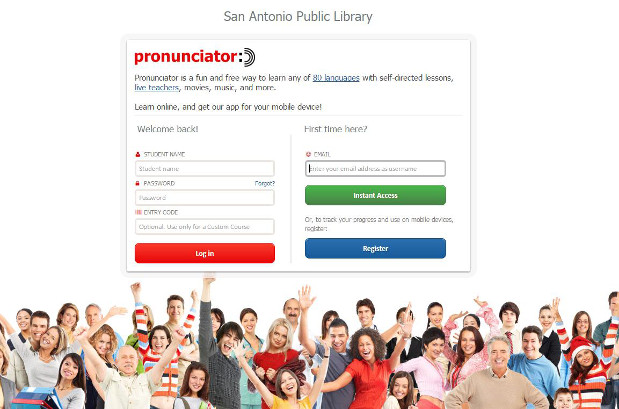 San Antonio Public Library
pronunciator:
Pronunciator is a fun and free way to learn any of 80 languages with self-directed lessons,
live teachers, movies, music, and more.
Learn online, and get our app for your mobile device!
Welcome back!
STUDENT NAME
Student name
PASSWORD Forgot?
Password
ENTRY CODE
Optional. Use only for a Custom Course
Log in
First time here?
EMAIL
Enter your email address as username
Instant Access
Or, to track your progress and use on mobile devices,
register:
Register